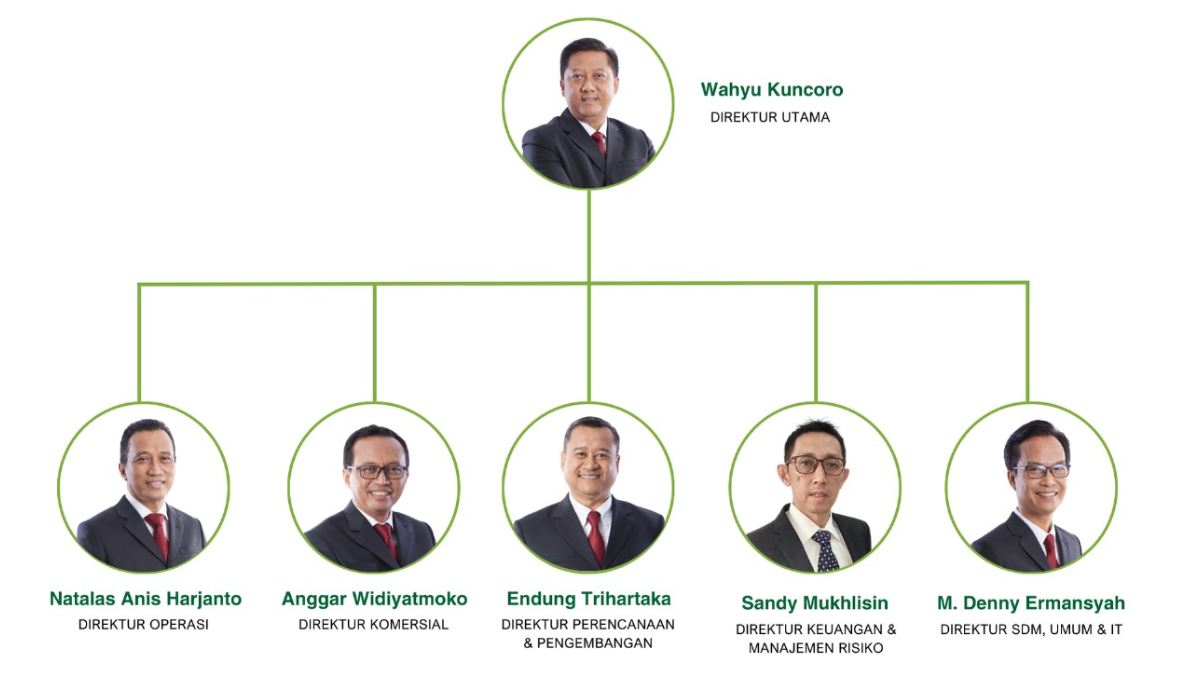 Wahyu Kuncoro
DIREKTUR UTAMA
Natalas Anis Harjanto
DIREKTUR OPERASI
Anggar Widiyatmoko
DIREKTUR KOMERSIAL
Endung Trihartaka
DIREKTUR PERENCANAAN
& PENGEMBANGAN
Sandy Mukhlisin
DIREKTUR KEUANGAN &
MANAJEMEN RISIKO
M. Denny Ermansyah
DIREKTUR SDM, UMUM & IT